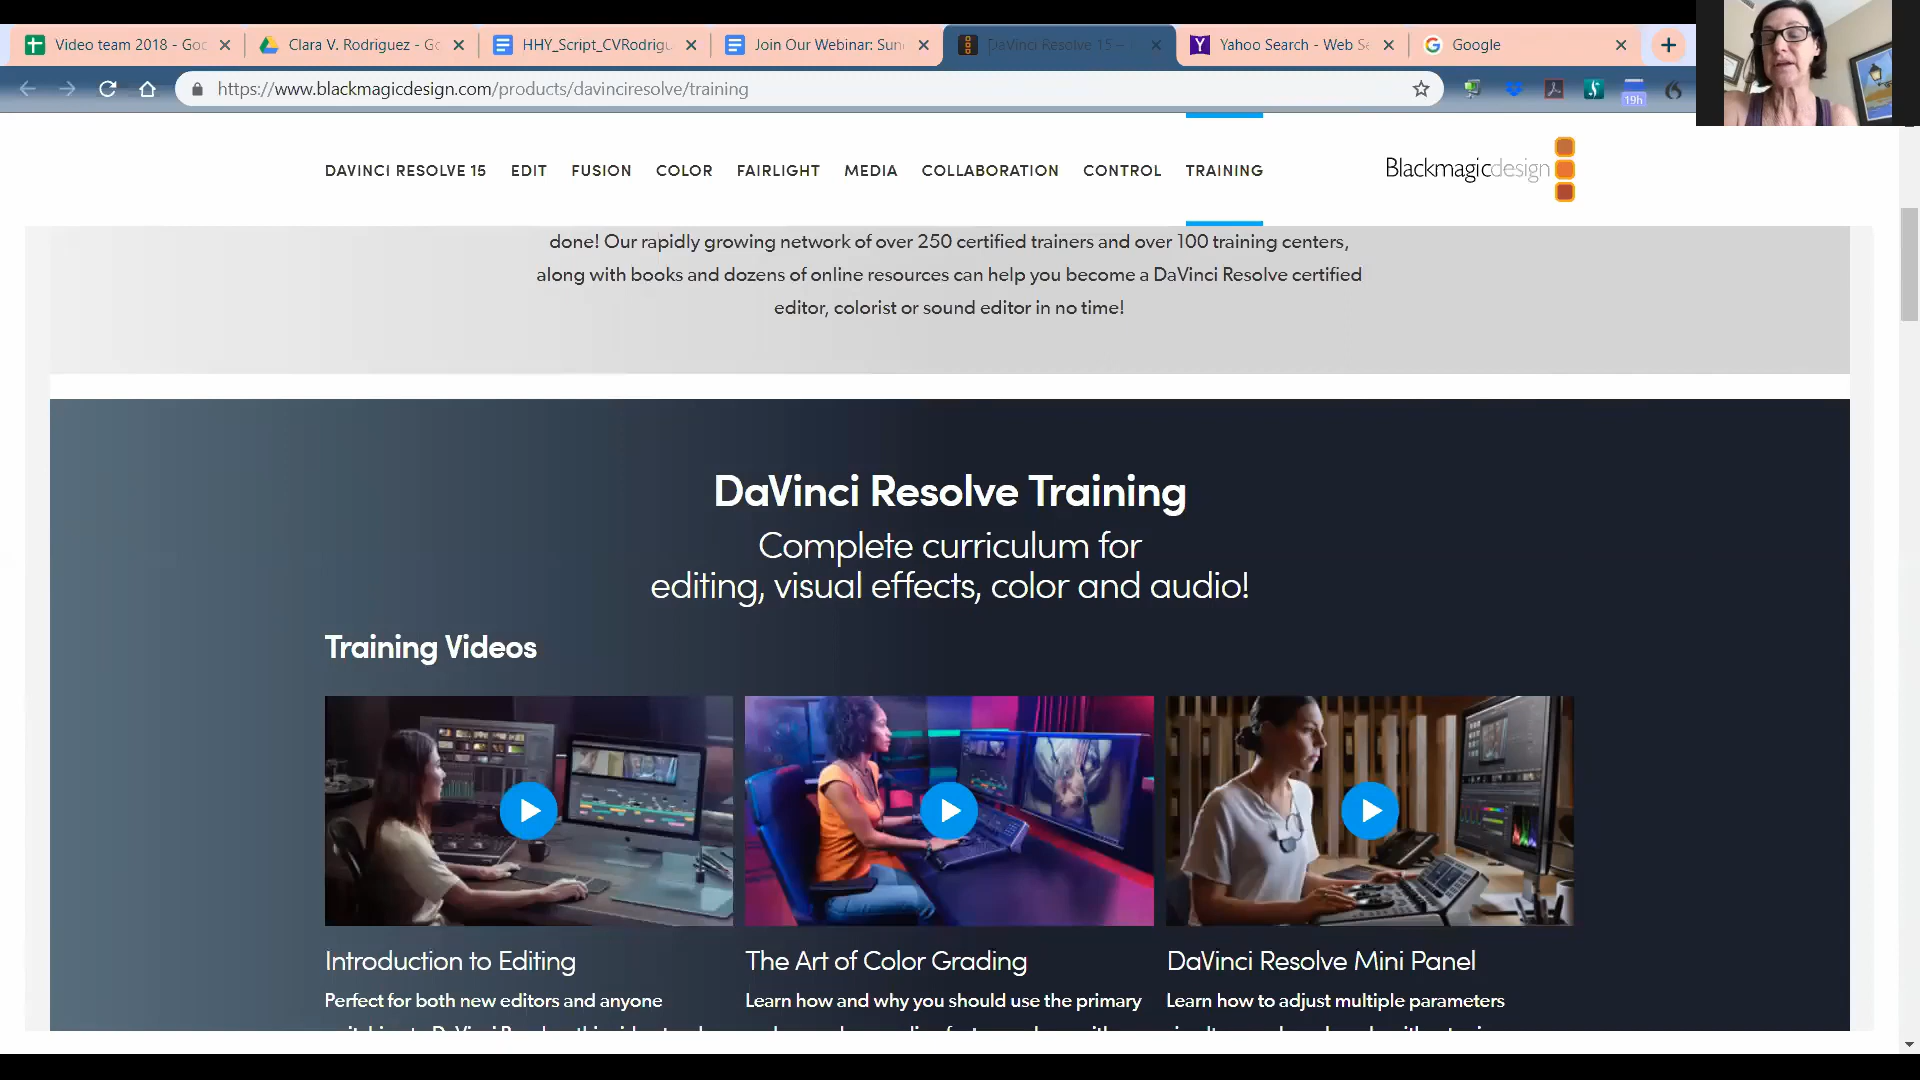 Video team 2018 - Goo
Clara V. Rodriguez - Go
HHY_Script_CVRodrigu
Join Our Webinar: Sun
DaVinci Resolve 15 –
Yahoo Search - Web Se
Google
https://www.blackmagicdesign.com/products/davinciresolve/training
19h
DAVINCI RESOLVE 15 EDIT FUSION COLOR FAIRLIGHT MEDIA COLLABORATION CONTROL TRAINING
Blackmagicdesign
done! Our rapidly growing network of over 250 certified trainers and over 100 training centers,
along with books and dozens of online resources can help you become a DaVinci Resolve certified
editor, colorist or sound editor in no time!
DaVinci Resolve Training
Complete curriculum for
editing, visual effects, color and audio!
Training Videos
Introduction to Editing
Perfect for both new editors and anyone
The Art of Color Grading
Learn how and why you should use the primary
DaVinci Resolve Mini Panel
Learn how to adjust multiple parameters